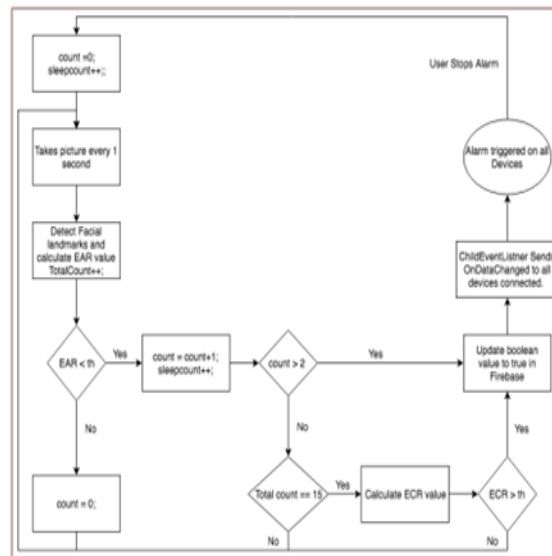 count =0;
sleepcount++;;
User Stops Alarm
Takes picture every 1
second
Alarm triggered on all
Devices
Detect Facial
landmarks and
calculate EAR value
TotalCount++;
ChildEventListner Sends
OnDataChanged to all
devices connected.
EAR < th
Yes
count = count+1;
sleepcount++;
count > 2
Yes
Update boolean
value to true in
Firebase
No
No
Yes
count = 0;
Total count == 15
Yes
Calculate ECR value
ECR > th
No
No